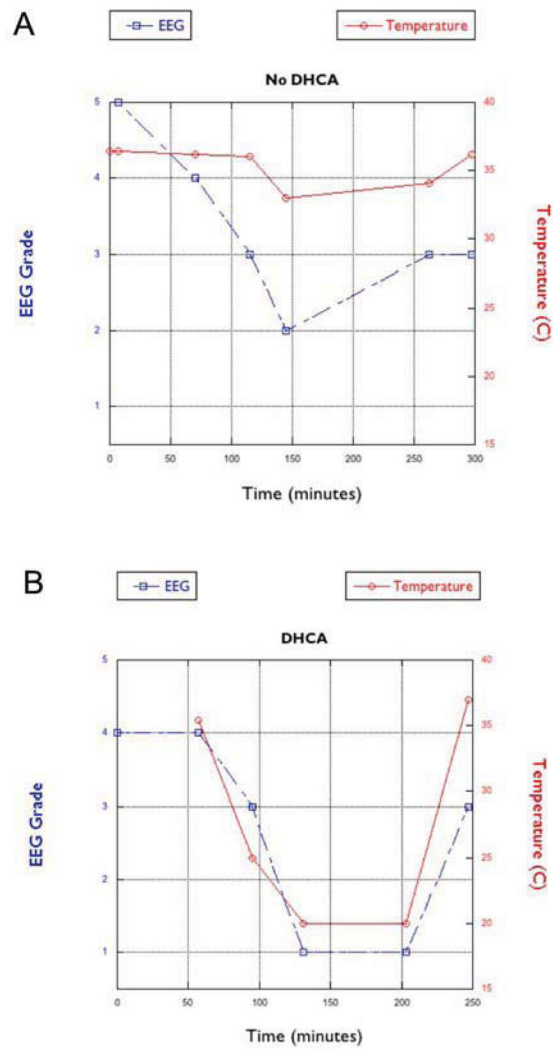 A
EEG
Temperature
No DHCA
5
4
3
2
1
40
35
30
25
20
15
EEG Grade
Temperature (C)
0 50 100 150 200 250 300
Time (minutes)
B
EEG
Temperature
DHCA
5
4
3
2
1
40
35
30
25
20
15
EEG Grade
Temperature (C)
0 50 100 150 200 250
Time (minutes)